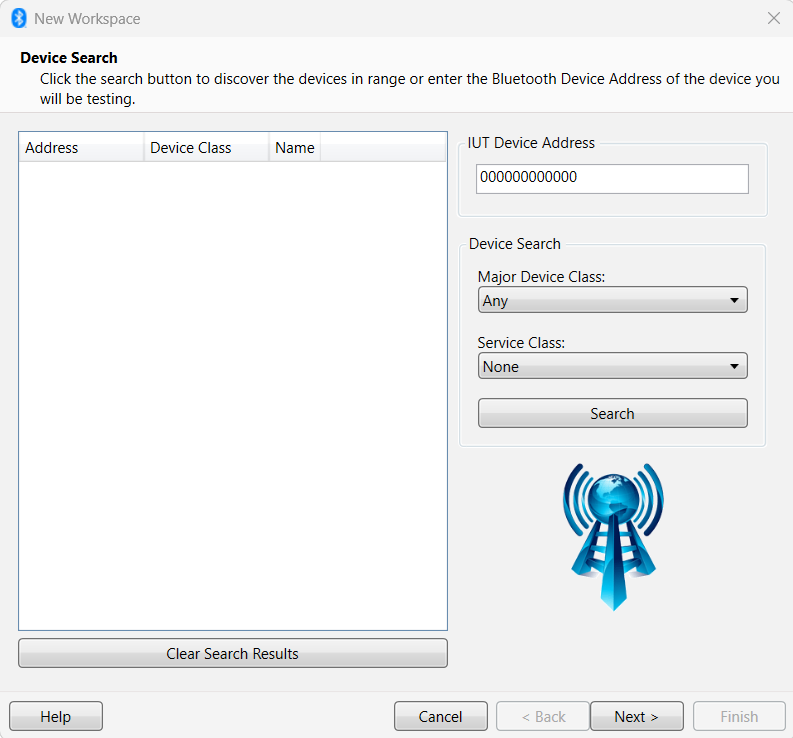 New Workspace
Device Search
Click the search button to discover the devices in range or enter the Bluetooth Device Address of the device you
will be testing.
Address Device Class Name
IUT Device Address
000000000000
Device Search
Major Device Class:
Any
Service Class:
None
Search
Clear Search Results
Help Cancel < Back Next > Finish